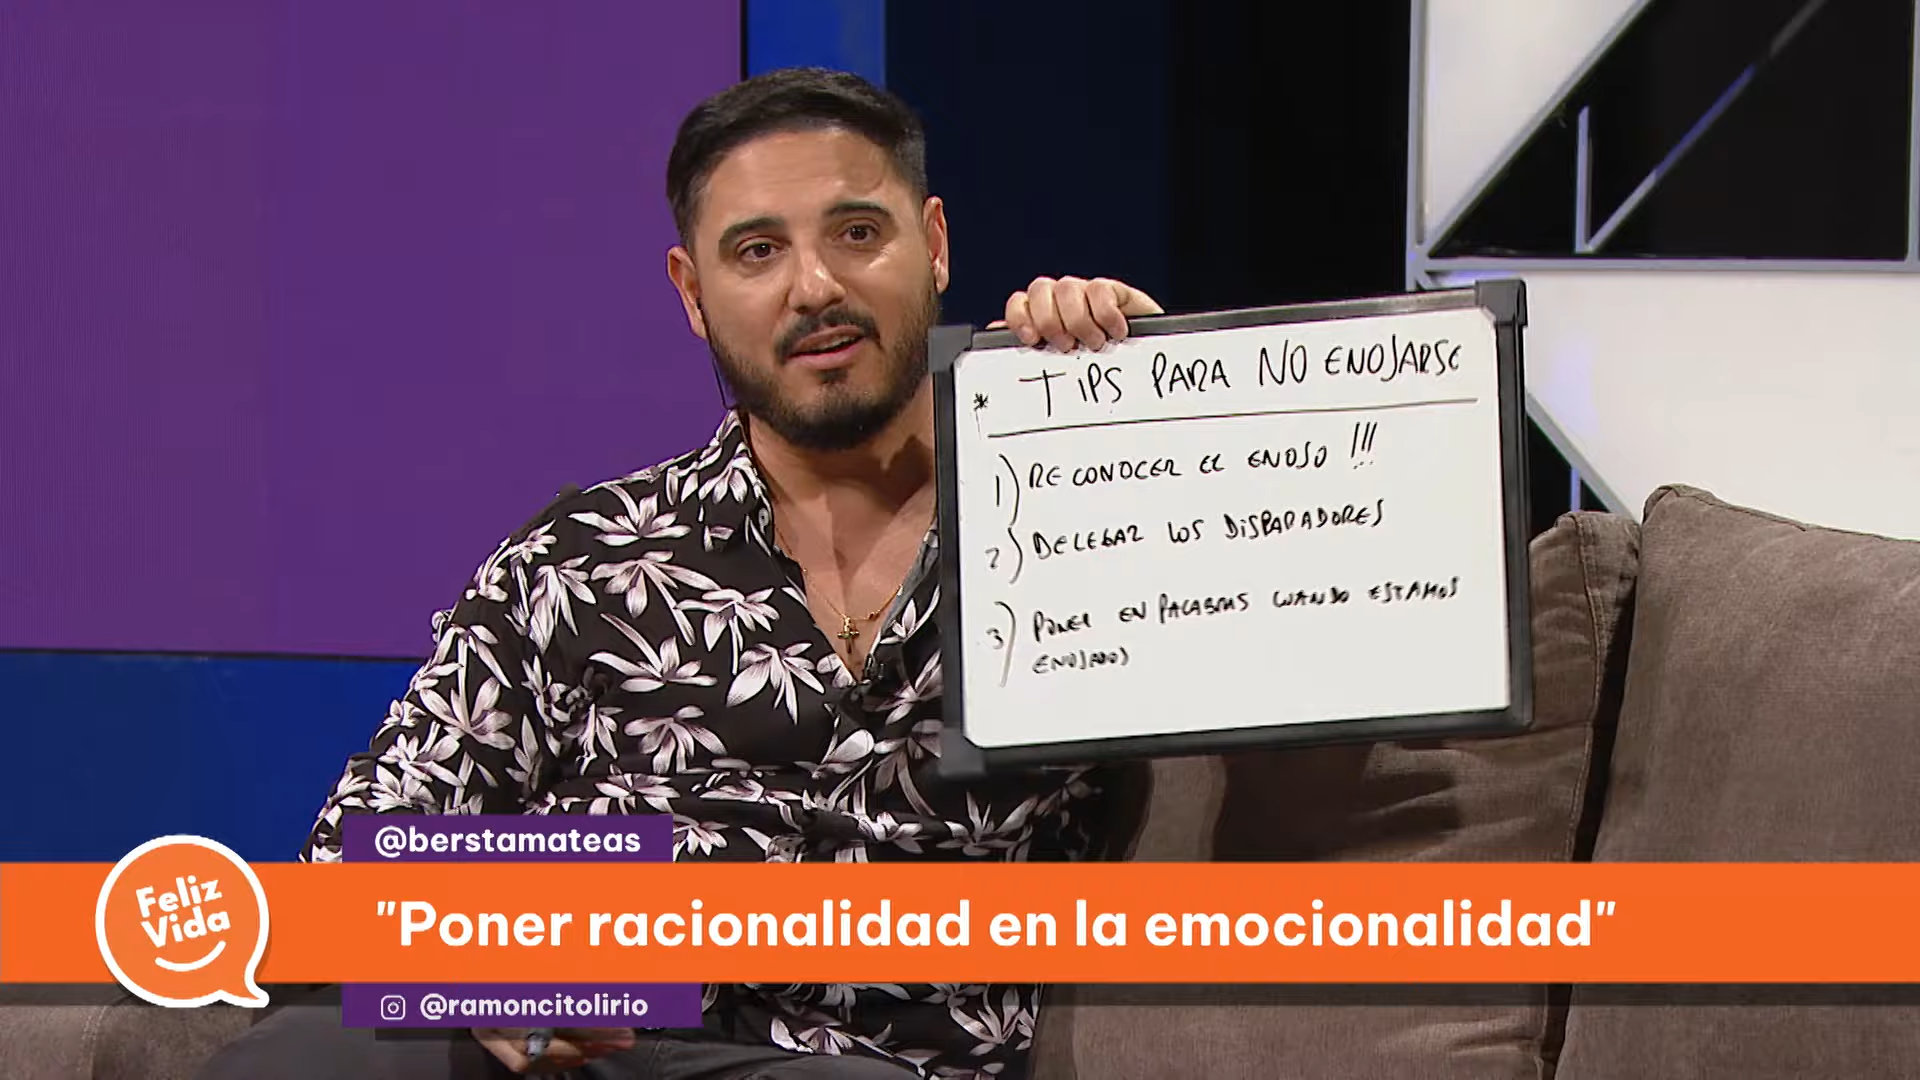 * TIPS PARA NO ENOJARSE
1) RECONOCER EL ENOJO !!!
2) DELEGAR LOS DISPARADORES
3) PONER EN PALABRAS CUANDO ESTAMOS
ENOJADOS
@berstamateas
Feliz
Vida
"Poner racionalidad en la emocionalidad"
@ramoncitolirio